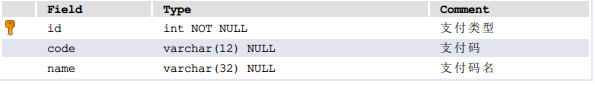 Field Type Comment
id int NOT NULL 支付类型
code varchar(12) NULL 支付码
name varchar(32) NULL 支付码名